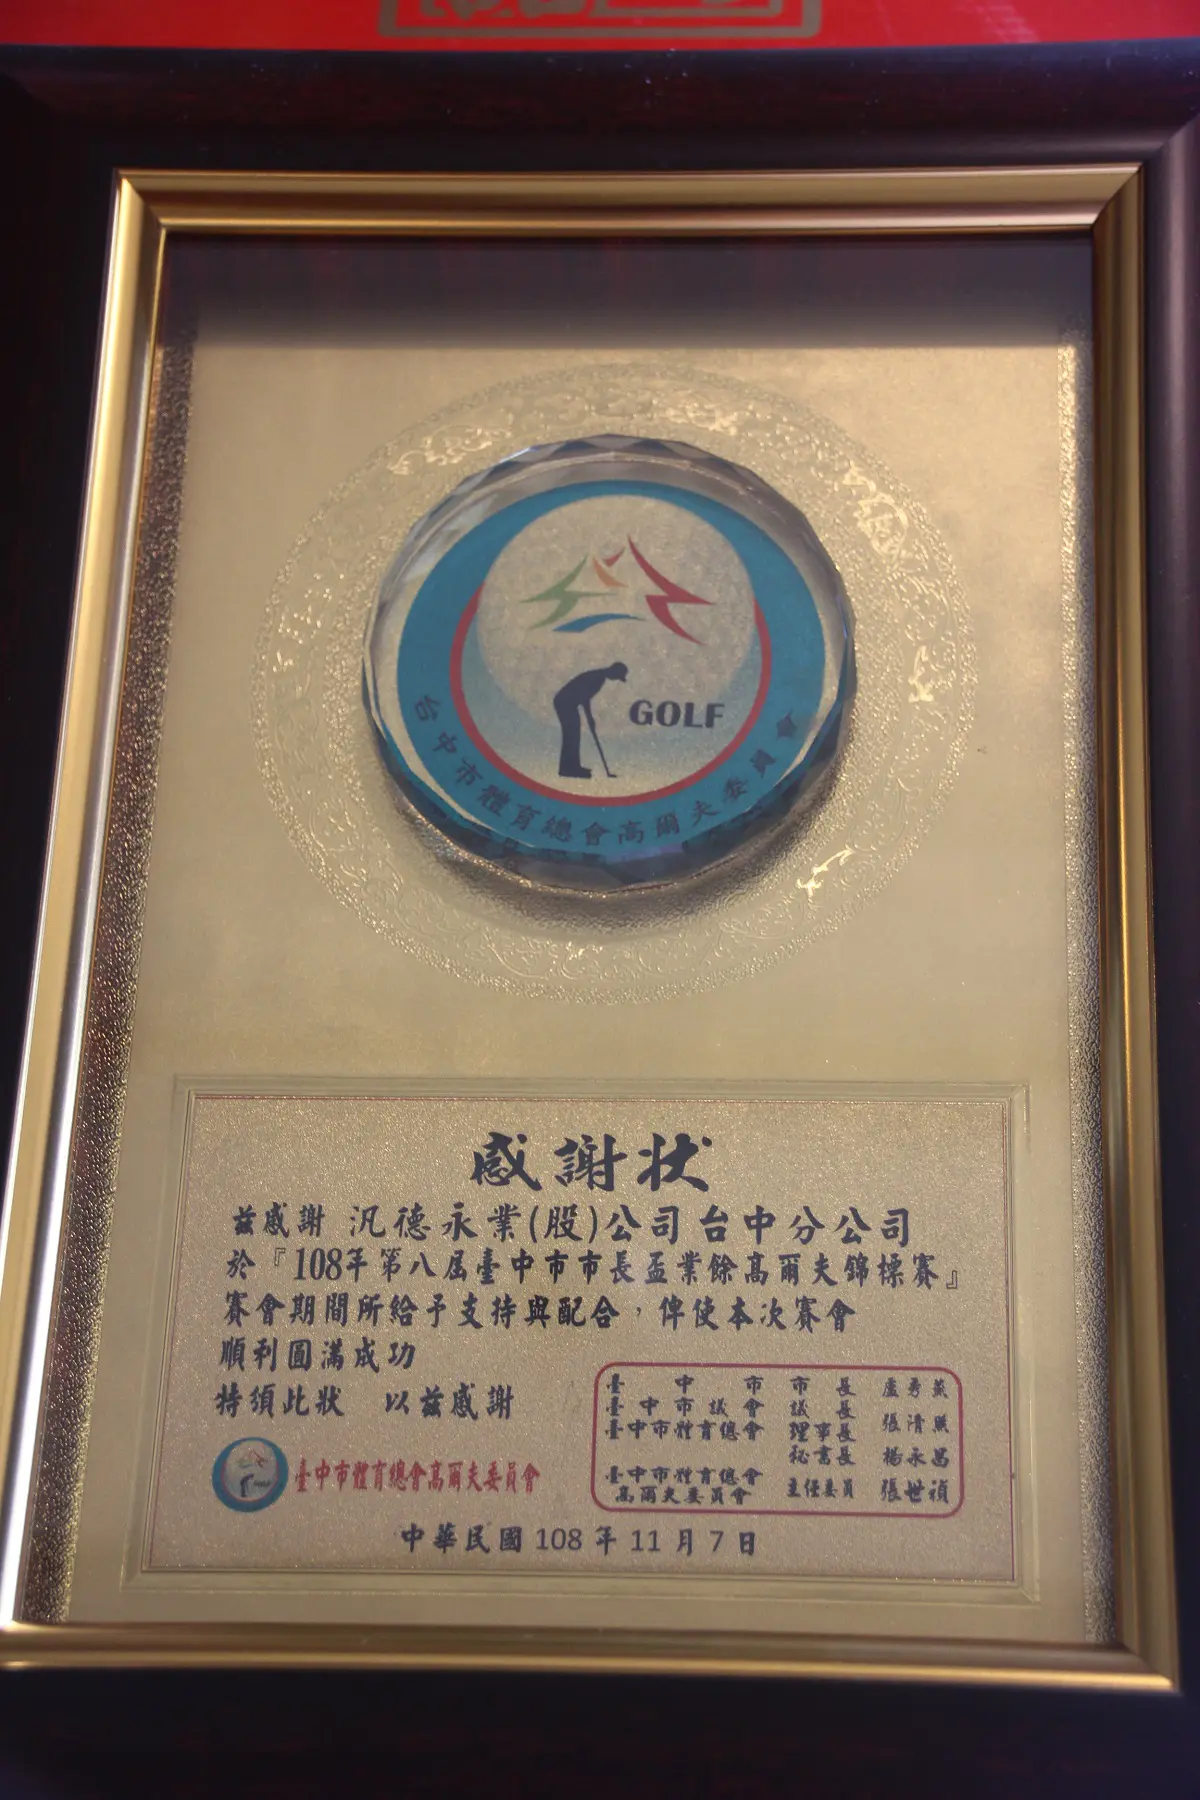 GOLF
台中市體育總會高爾夫委員會
感謝狀
茲感謝 汎德永業(股)公司台中分公司
於『108年第八屆臺中市市長盃業餘高爾夫錦標賽』
賽會期間所給予支持與配合，俾使本次賽會
順利圓滿成功
特頒此狀 以茲感謝
臺中市市長 盧秀燕
臺中市議會議長 張清照
臺中市體育總會理事長
秘書長 楊永昌
臺中市體育總會
高爾夫委員會 主任委員 張世禎
臺中市體育總會高爾夫委員會
中華民國 108 年 11 月 7 日